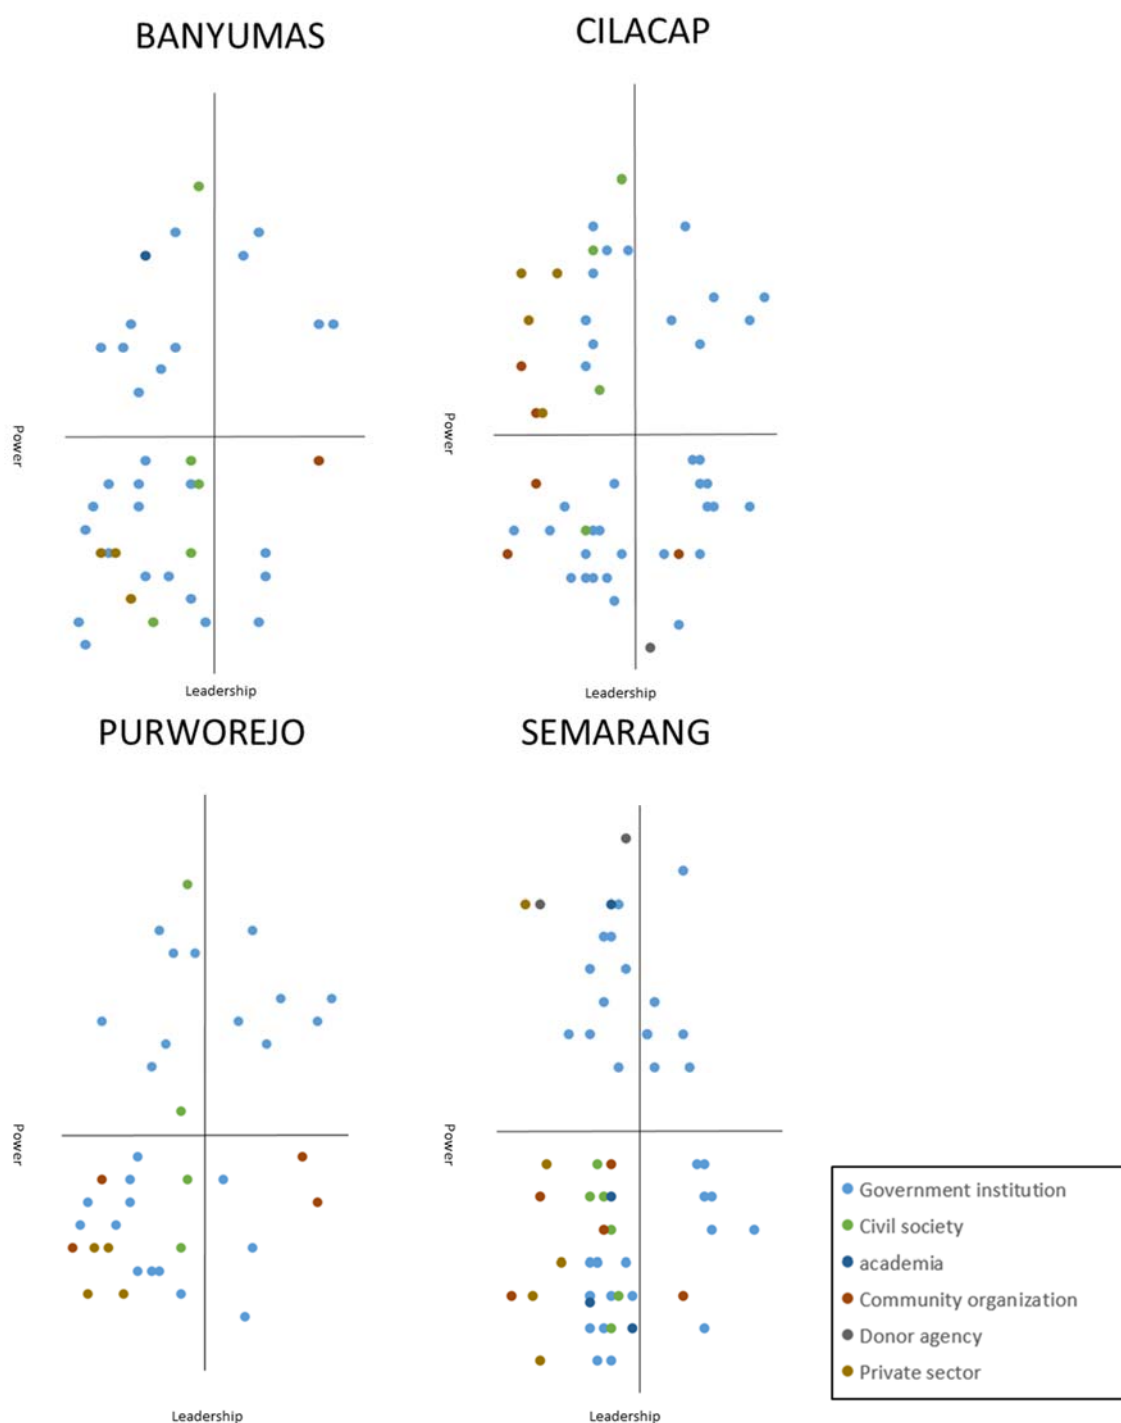 BANYUMAS
CILACAP
Power
Power
Leadership
Leadership
PURWOREJO
SEMARANG
Power
Power
Leadership
Leadership
Government institution
Civil society
academia
Community organization
Donor agency
Private sector